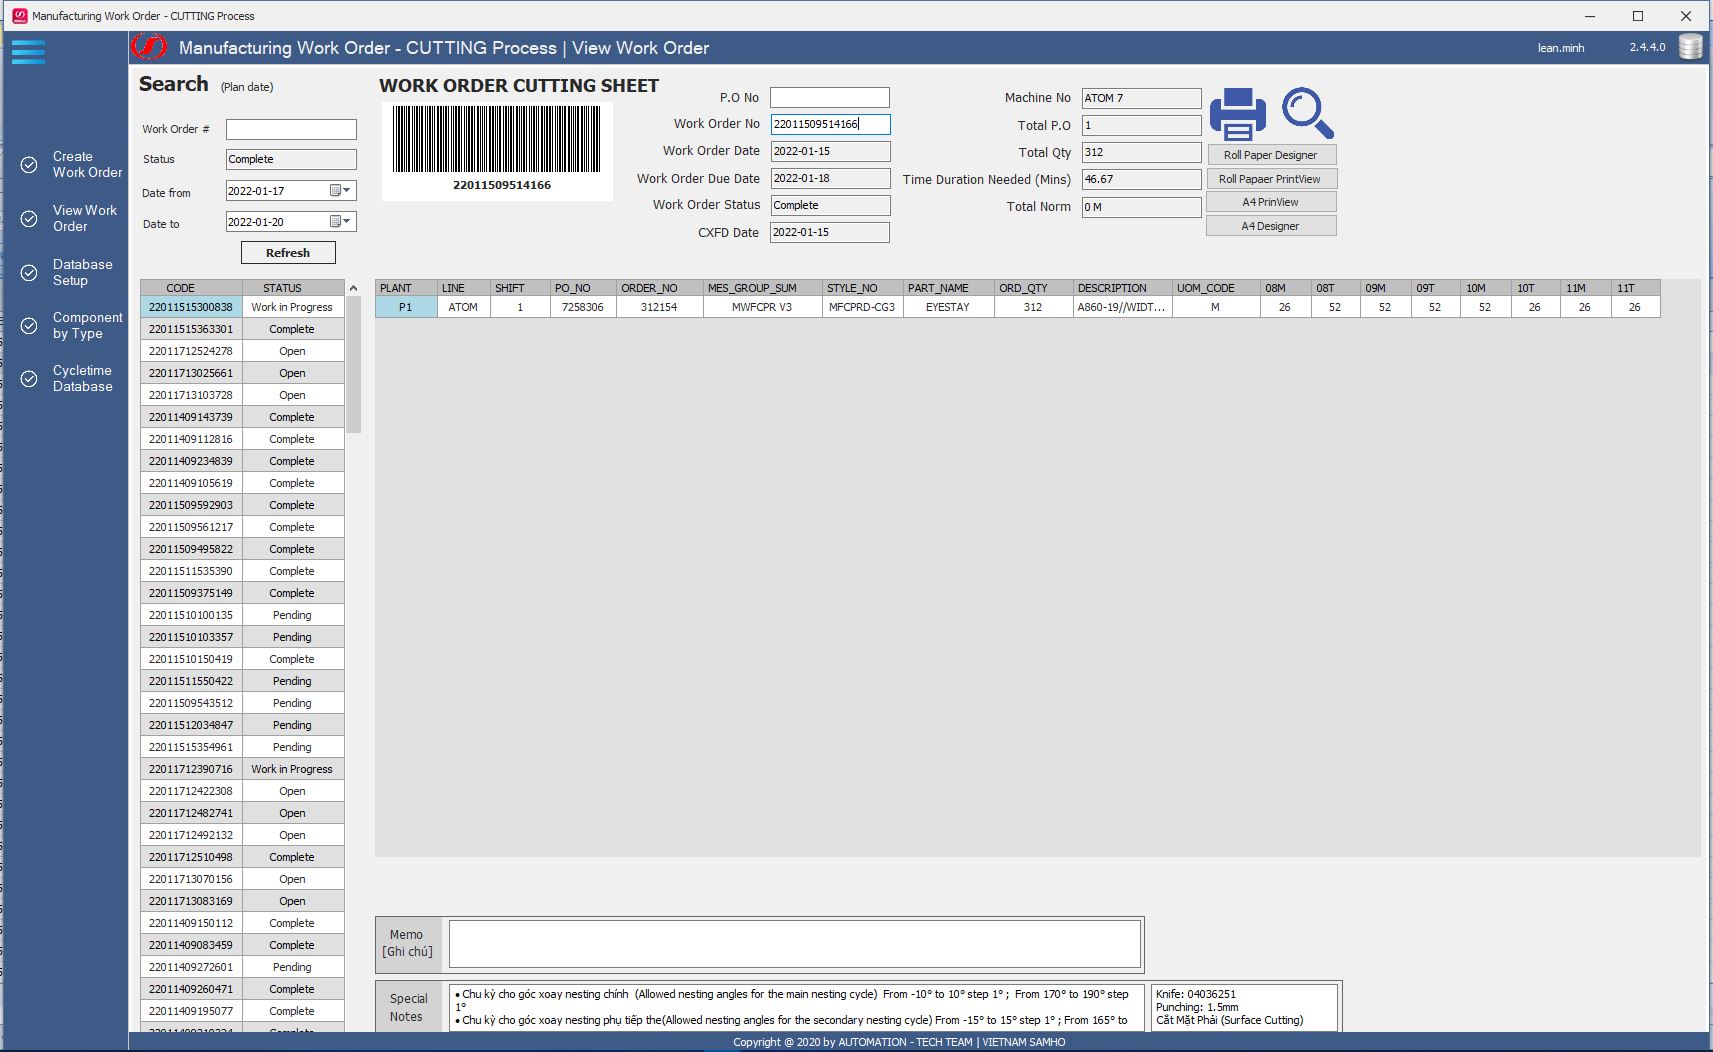 Manufacturing Work Order - CUTTING Process
Manufacturing Work Order - CUTTING Process | View Work Order
lean.minh
2.4.4.0
Create
Work Order
View Work
Order
Database
Setup
Component
by Type
Cycletime
Database
Search (Plan date)
Work Order #
Status Complete
Date from 2022-01-17
Date to 2022-01-20
Refresh
WORK ORDER CUTTING SHEET
22011509514166
P.O No
Work Order No 22011509514166
Work Order Date 2022-01-15
Work Order Due Date 2022-01-18
Work Order Status Complete
CXFD Date 2022-01-15
Machine No ATOM 7
Total P.O 1
Total Qty 312
Time Duration Needed (Mins) 46.67
Total Norm 0 M
Roll Paper Designer
Roll Papaer PrintView
A4 PrinView
A4 Designer
CODE STATUS
22011515300838 Work in Progress
22011515363301 Complete
22011712524278 Open
22011713025661 Open
22011713103728 Open
22011409143739 Complete
22011409112816 Complete
22011409234839 Complete
22011409105619 Complete
22011509592903 Complete
22011509561217 Complete
22011509495822 Complete
22011511535390 Complete
22011509375149 Complete
22011510100135 Pending
22011510103357 Pending
22011510150419 Complete
22011511550422 Pending
22011509543512 Pending
22011512034847 Pending
22011515354961 Pending
22011712390716 Work in Progress
22011712422308 Open
22011712482741 Open
22011712492132 Open
22011712510498 Complete
22011713070156 Open
22011713083169 Open
22011409150112 Complete
22011409083459 Complete
22011409272601 Pending
22011409260471 Complete
22011409195077 Complete
PLANT LINE SHIFT PO_NO ORDER_NO MES_GROUP_SUM STYLE_NO PART_NAME ORD_QTY DESCRIPTION UOM_CODE 08M 08T 09M 09T 10M 10T 11M 11T
P1 ATOM 1 7258306 312154 MWFCPR V3 MFCPRD-CG3 EYESTAY 312 A860-19//WIDT... M 26 52 52 52 52 26 26 26
Memo
[Ghi chú]
Special
Notes
• Chu kỳ cho góc xoay nesting chính (Allowed nesting angles for the main nesting cycle) From -10° to 10° step 1° ; From 170° to 190° step
1°
• Chu kỳ cho góc xoay nesting phụ tiếp the(Allowed nesting angles for the secondary nesting cycle) From -15° to 15° step 1° ; From 165° to
Knife: 04036251
Punching: 1.5mm
Cắt Mặt Phải (Surface Cutting)
Copyright @ 2020 by AUTOMATION - TECH TEAM | VIETNAM SAMHO